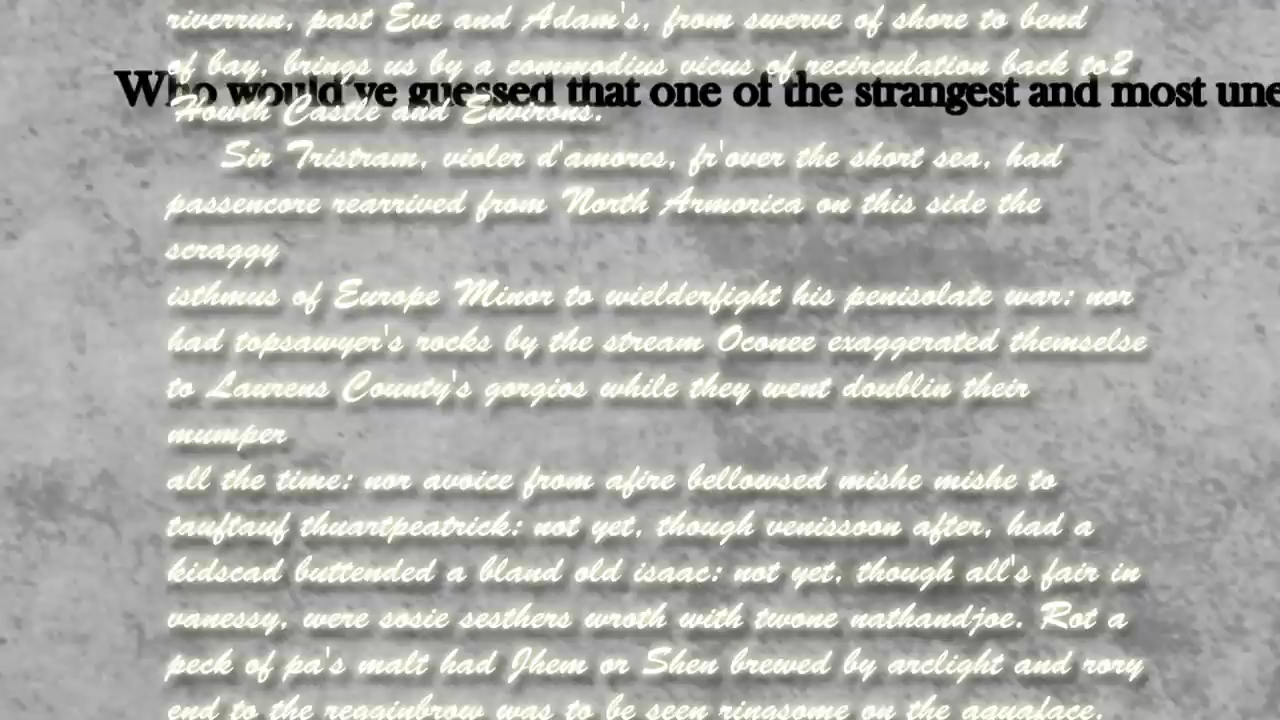 riverrun, past Eve and Adam's, from swerve of shore to bend
of bay, brings us by a commodius vicus of recirculation back to2
Who would've guessed that one of the strangest and most une
Howth Castle and Environs.
Sir Tristram, violer d'amores, fr'over the short sea, had
passencore rearrived from North Armorica on this side the
scraggy
isthmus of Europe Minor to wielderfight his penisolate war: nor
had topsawyer's rocks by the stream Oconee exaggerated themselse
to Laurens County's gorgios while they went doublin their
mumper
all the time: nor avoice from afire bellowsed mishe mishe to
tauftauf thuartpeatrick: not yet, though venissoon after, had a
kidscad buttended a bland old isaac: not yet, though all's fair in
vanessy, were sosie sesthers wroth with twone nathandjoe. Rot a
peck of pa's malt had Jhem or Shen brewed by arclight and rory
end to the regginbrow was to be seen ringsome on the aquaface.